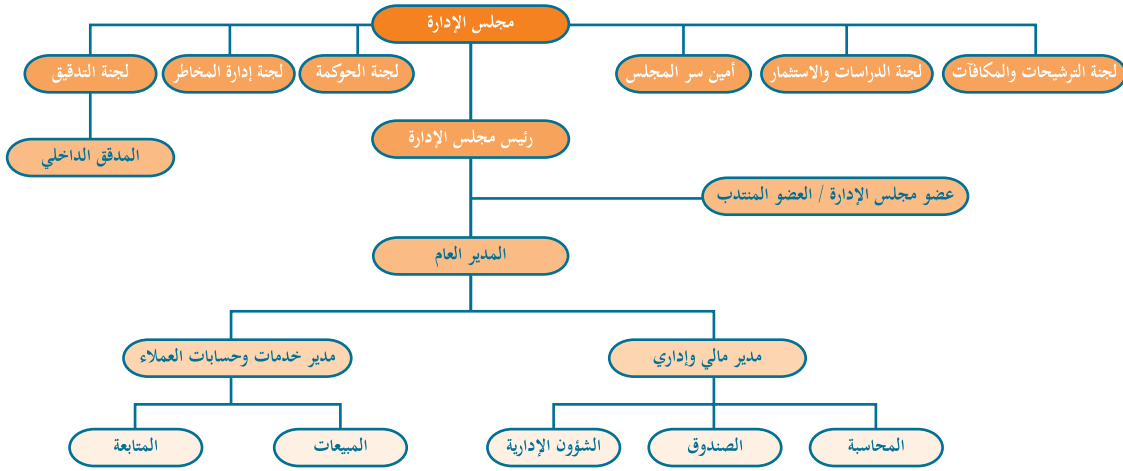 مجلس الإدارة
لجنة الترشيحات والمكافآت
لجنة الدراسات والاستثمار
أمين سر المجلس
لجنة الحوكمة
لجنة إدارة المخاطر
لجنة التدقيق
رئيس مجلس الإدارة
المدقق الداخلي
عضو مجلس الإدارة / العضو المنتدب
المدير العام
مدير مالي وإداري
مدير خدمات وحسابات العملاء
المحاسبة
الصندوق
الشؤون الإدارية
المبيعات
المتابعة